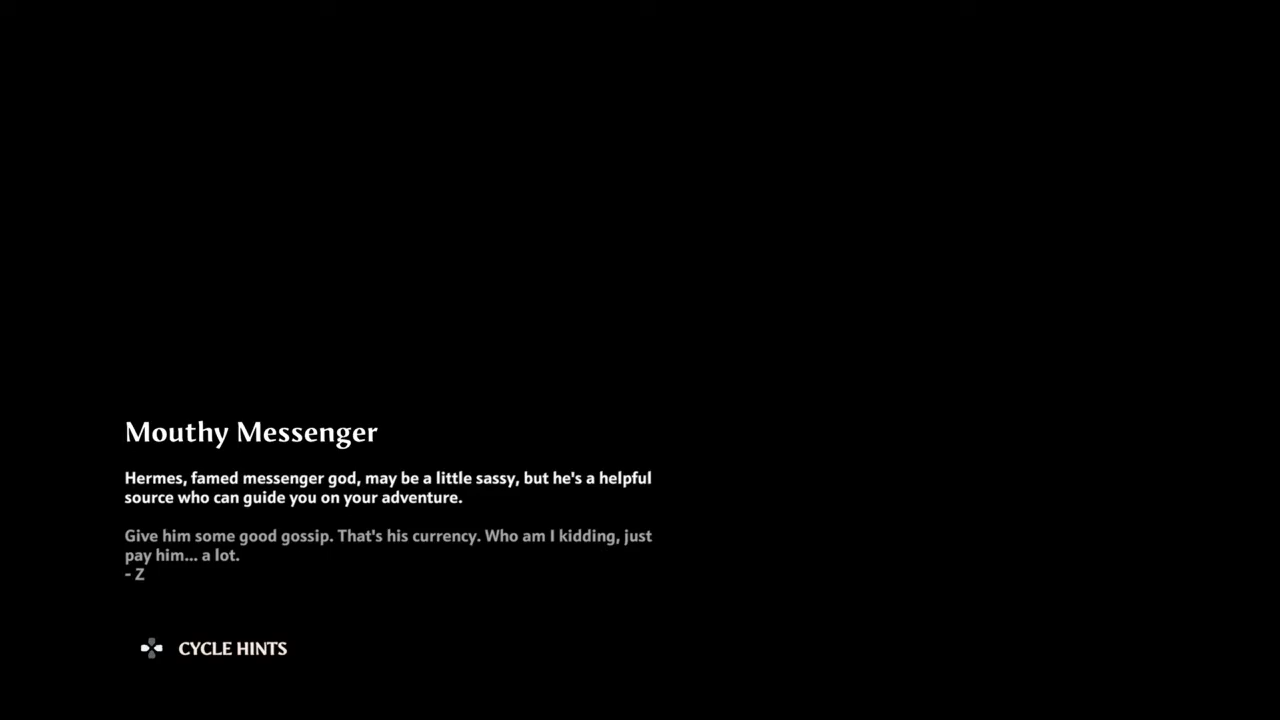 Mouthy Messenger
Hermes, famed messenger god, may be a little sassy, but he's a helpful
source who can guide you on your adventure.
Give him some good gossip. That's his currency. Who am I kidding, just
pay him... a lot.
- Z
CYCLE HINTS